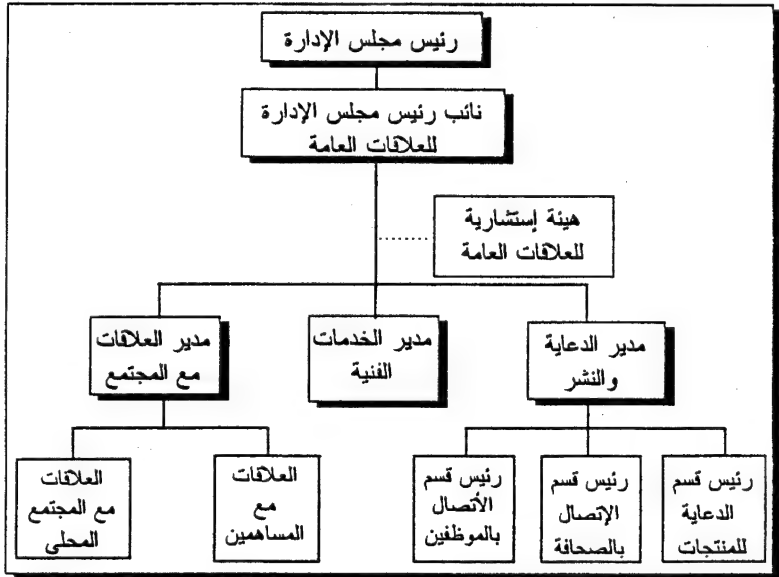 رئيس مجلس الإدارة
نائب رئيس مجلس الإدارة
للعلاقات العامة
هيئة إستشارية
للعلاقات العامة
مدير الدعاية
والنشر
مدير الخدمات
الفنية
مدير العلاقات
مع المجتمع
رئيس قسم
الدعاية
للمنتجات
رئيس قسم
الإتصال
بالصحافة
رئيس قسم
الأتصال
بالموظفين
العلاقات
مع
المساهمين
العلاقات
مع المجتمع
المحلى